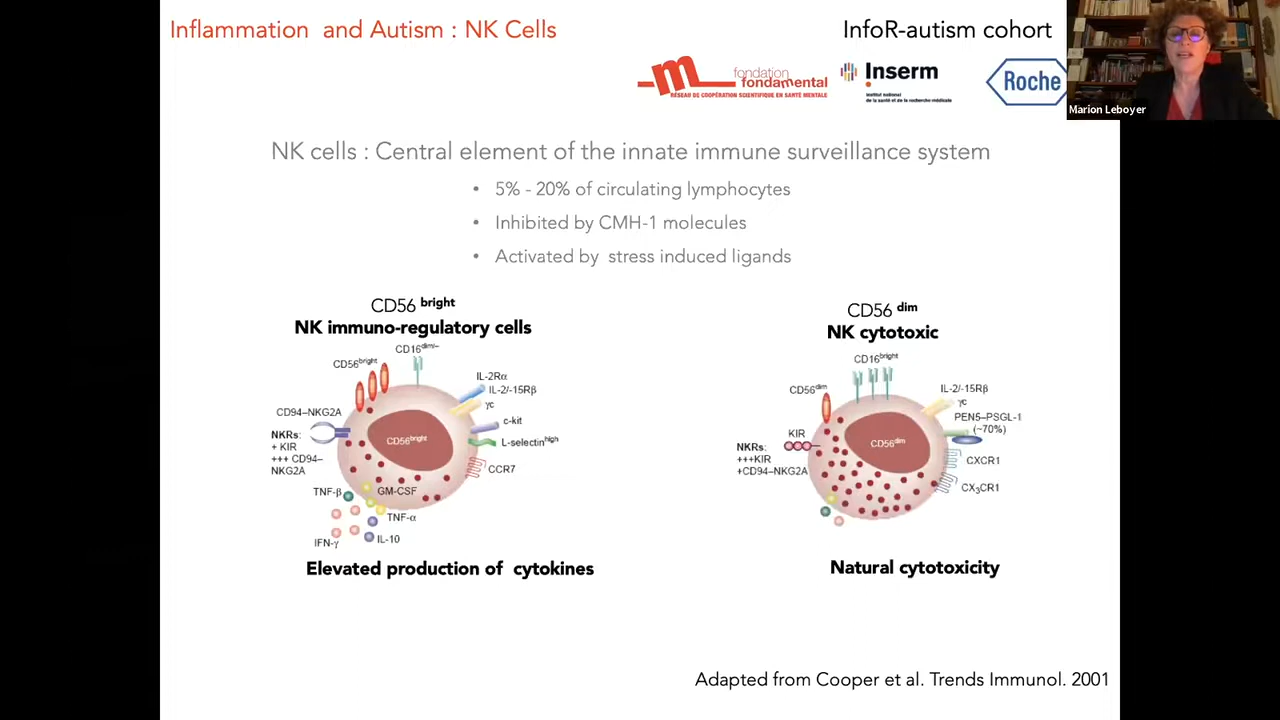 Inflammation and Autism : NK Cells
InfoR-autism cohort
fondation
fondamental
RÉSEAU DE COOPÉRATION SCIENTIFIQUE EN SANTÉ MENTALE
Inserm
Institut national
de la santé et de la recherche médicale
Roche
Marion Leboyer
NK cells : Central element of the innate immune surveillance system
• 5% - 20% of circulating lymphocytes
• Inhibited by CMH-1 molecules
• Activated by stress induced ligands
CD56 bright
NK immuno-regulatory cells
CD16dim/–
CD56bright
IL-2Rα
IL-2/-15Rβ
γc
c-kit
L-selectinhigh
CCR7
CD94–NKG2A
NKRs:
+ KIR
+++ CD94–
NKG2A
CD56bright
TNF-β
GM-CSF
TNF-α
IFN-γ
IL-10
Elevated production of cytokines
CD56 dim
NK cytotoxic
CD16bright
CD56dim
IL-2/-15Rβ
γc
PEN5–PSGL-1
(~70%)
CXCR1
CX3CR1
KIR
NKRs:
+++KIR
+CD94–NKG2A
CD56dim
Natural cytotoxicity
Adapted from Cooper et al. Trends Immunol. 2001